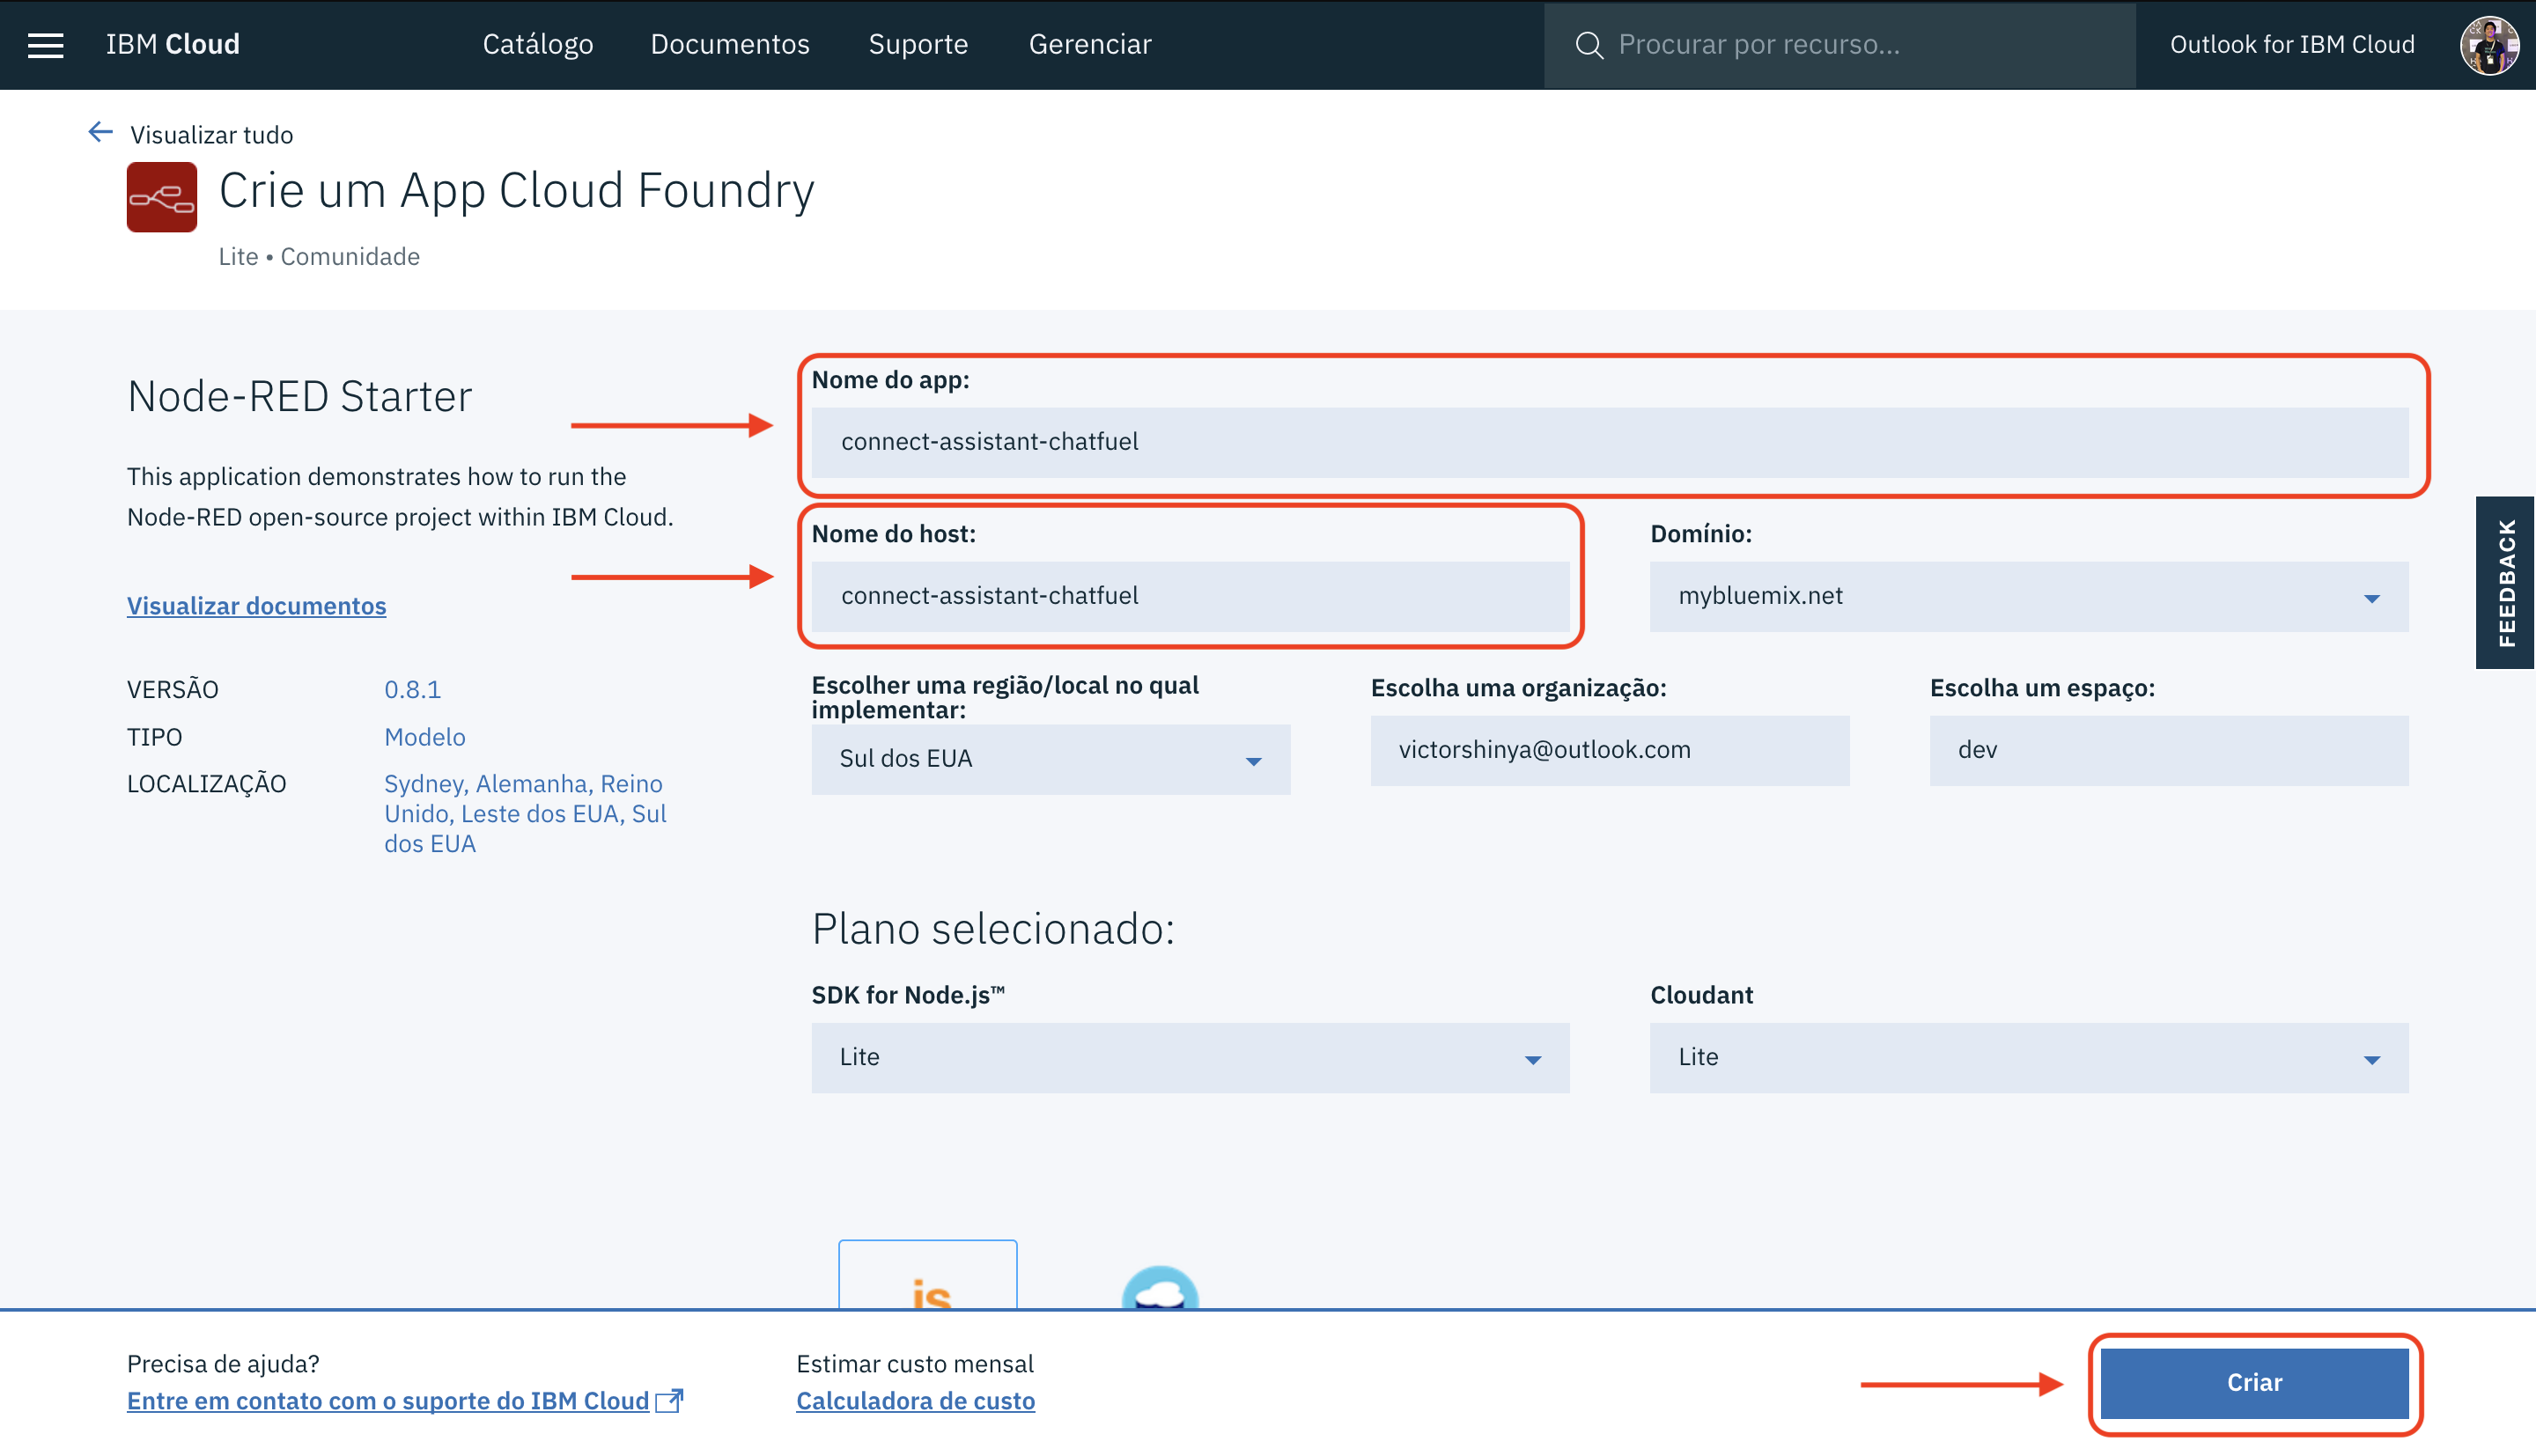 IBM Cloud
Catálogo
Documentos
Suporte
Gerenciar
Procurar por recurso...
Outlook for IBM Cloud
Visualizar tudo
Crie um App Cloud Foundry
Lite • Comunidade
Node-RED Starter
This application demonstrates how to run the
Node-RED open-source project within IBM Cloud.
Visualizar documentos
VERSÃO 0.8.1
TIPO Modelo
LOCALIZAÇÃO Sydney, Alemanha, Reino
Unido, Leste dos EUA, Sul
dos EUA
Nome do app:
connect-assistant-chatfuel
Nome do host:
connect-assistant-chatfuel
Domínio:
mybluemix.net
Escolher uma região/local no qual
implementar:
Sul dos EUA
Escolha uma organização:
victorshinya@outlook.com
Escolha um espaço:
dev
Plano selecionado:
SDK for Node.js™
Lite
Cloudant
Lite
js
FEEDBACK
Precisa de ajuda?
Entre em contato com o suporte do IBM Cloud
Estimar custo mensal
Calculadora de custo
Criar